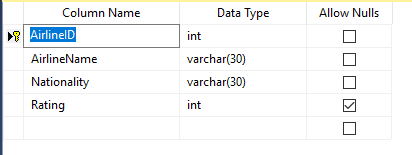 Column Name Data Type Allow Nulls
AirlineID int
AirlineName varchar(30)
Nationality varchar(30)
Rating int